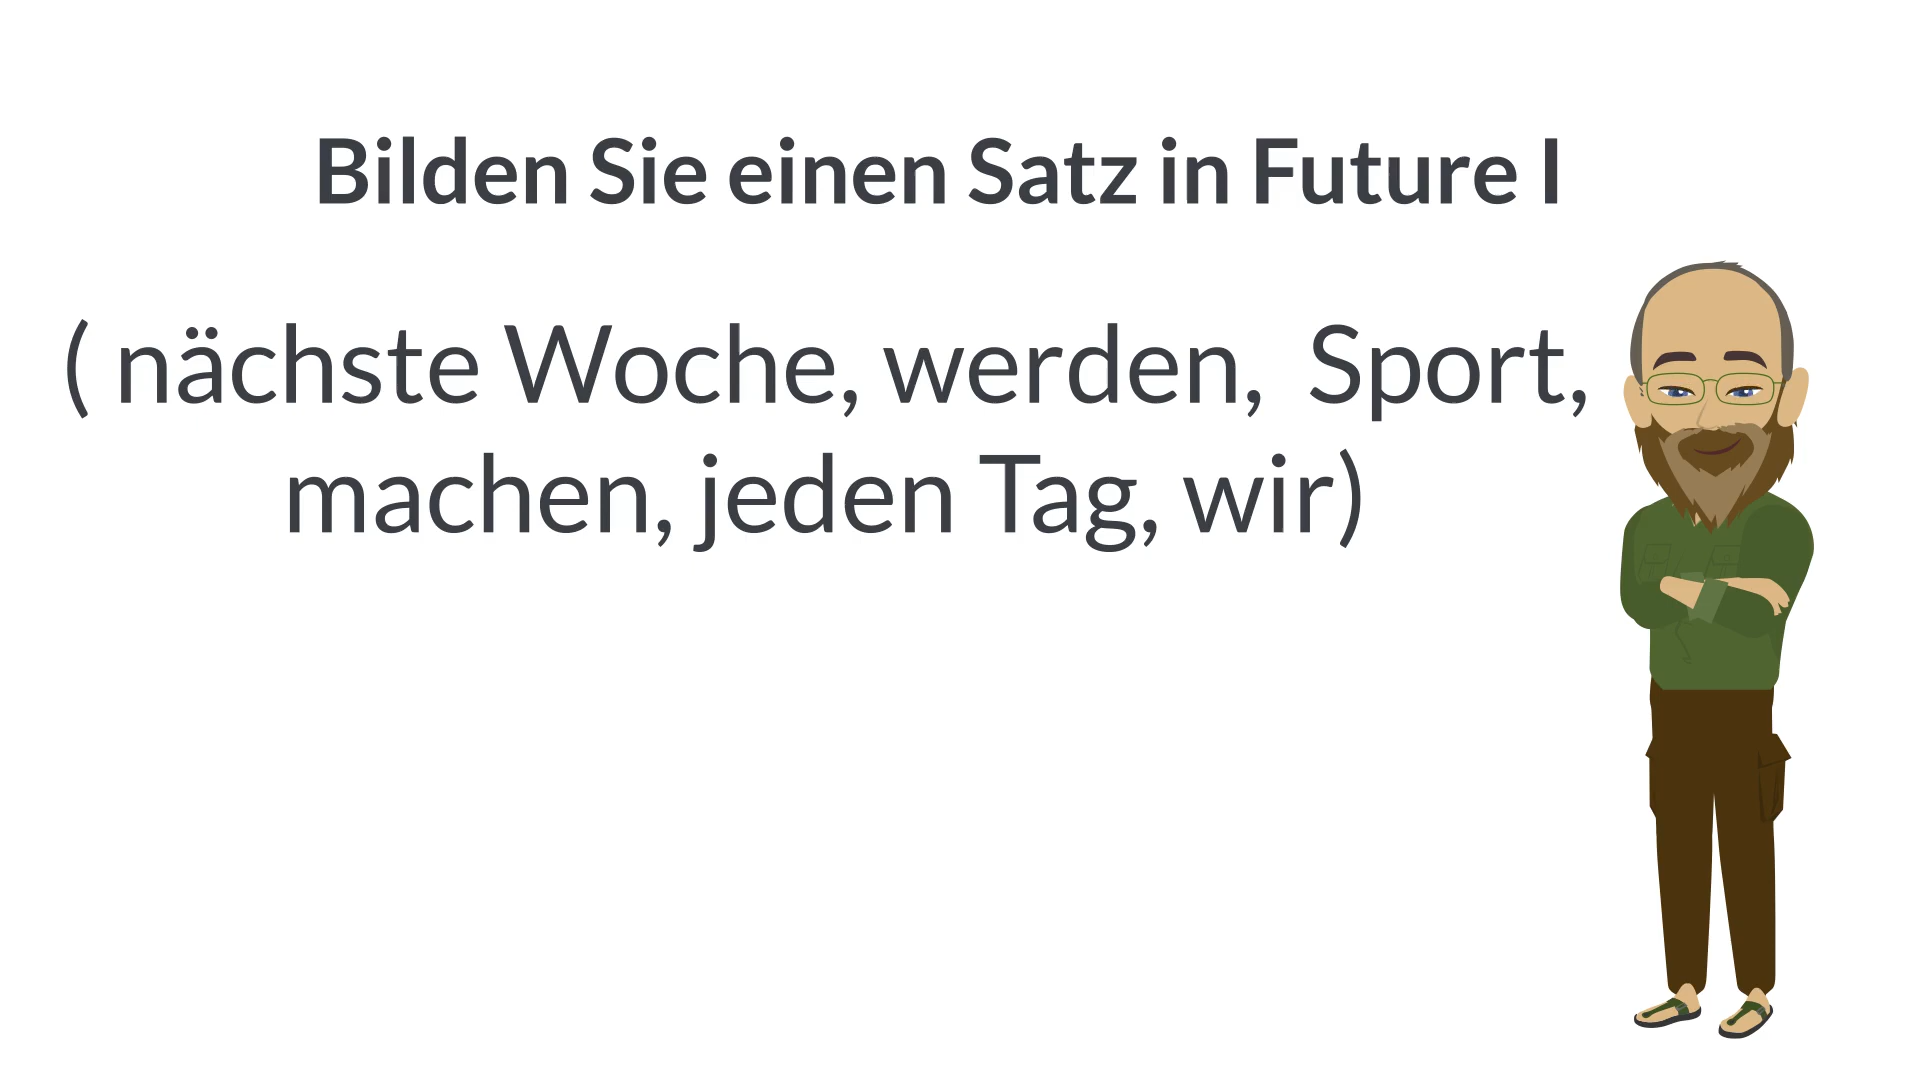 Bilden Sie einen Satz in Future I
( nächste Woche, werden,  Sport,
machen, jeden Tag, wir)